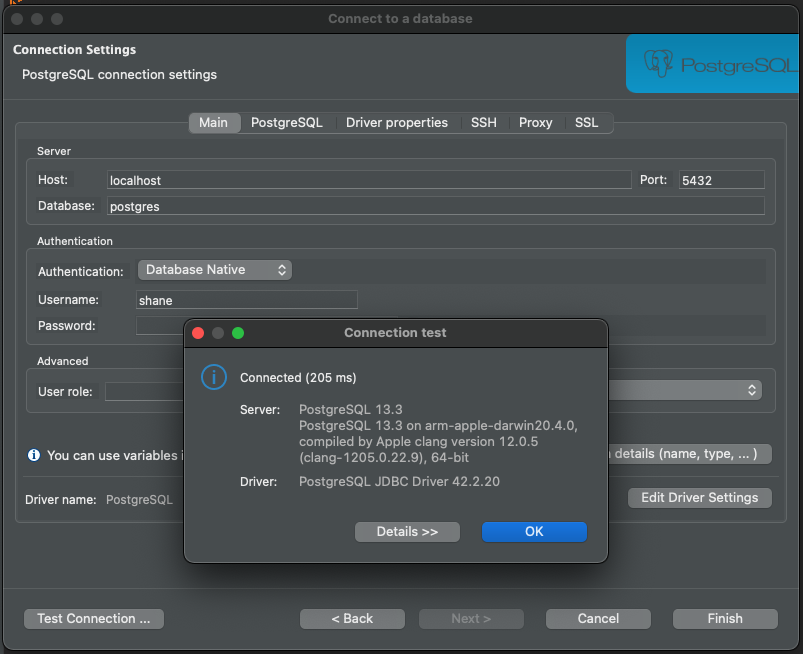 Connect to a database
Connection Settings
PostgreSQL connection settings
PostgreSQL
Main PostgreSQL Driver properties SSH Proxy SSL
Server
Host: localhost Port: 5432
Database: postgres
Authentication
Authentication: Database Native
Username: shane
Password:
Advanced
User role:
You can use variables
details (name, type, ... )
Driver name: PostgreSQL
Edit Driver Settings
Connection test
Connected (205 ms)
Server: PostgreSQL 13.3
PostgreSQL 13.3 on arm-apple-darwin20.4.0,
compiled by Apple clang version 12.0.5
(clang-1205.0.22.9), 64-bit
Driver: PostgreSQL JDBC Driver 42.2.20
Details >> OK
Test Connection ... < Back Next > Cancel Finish